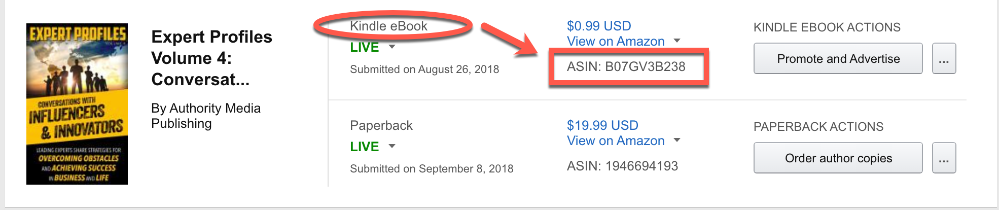 EXPERT PROFILES
VOLUME 4
CONVERSATIONS WITH
INFLUENCERS
& INNOVATORS
LEADING EXPERTS SHARE STRATEGIES FOR
OVERCOMING OBSTACLES
AND ACHIEVING SUCCESS
IN BUSINESS AND LIFE
Expert Profiles
Volume 4:
Conversat...
By Authority Media
Publishing
Kindle eBook
LIVE
Submitted on August 26, 2018
$0.99 USD
View on Amazon
ASIN: B07GV3B238
KINDLE EBOOK ACTIONS
Promote and Advertise
...
Paperback
LIVE
Submitted on September 8, 2018
$19.99 USD
View on Amazon
ASIN: 1946694193
PAPERBACK ACTIONS
Order author copies
...